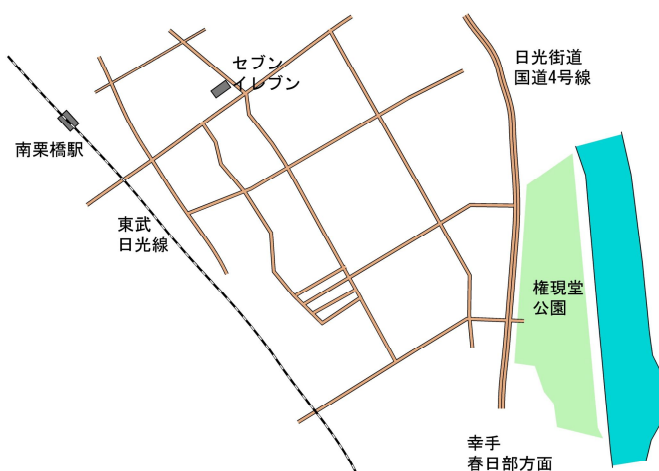 セブン
イレブン
日光街道
国道4号線
南栗橋駅
東武
日光線
権現堂
公園
幸手
春日部方面